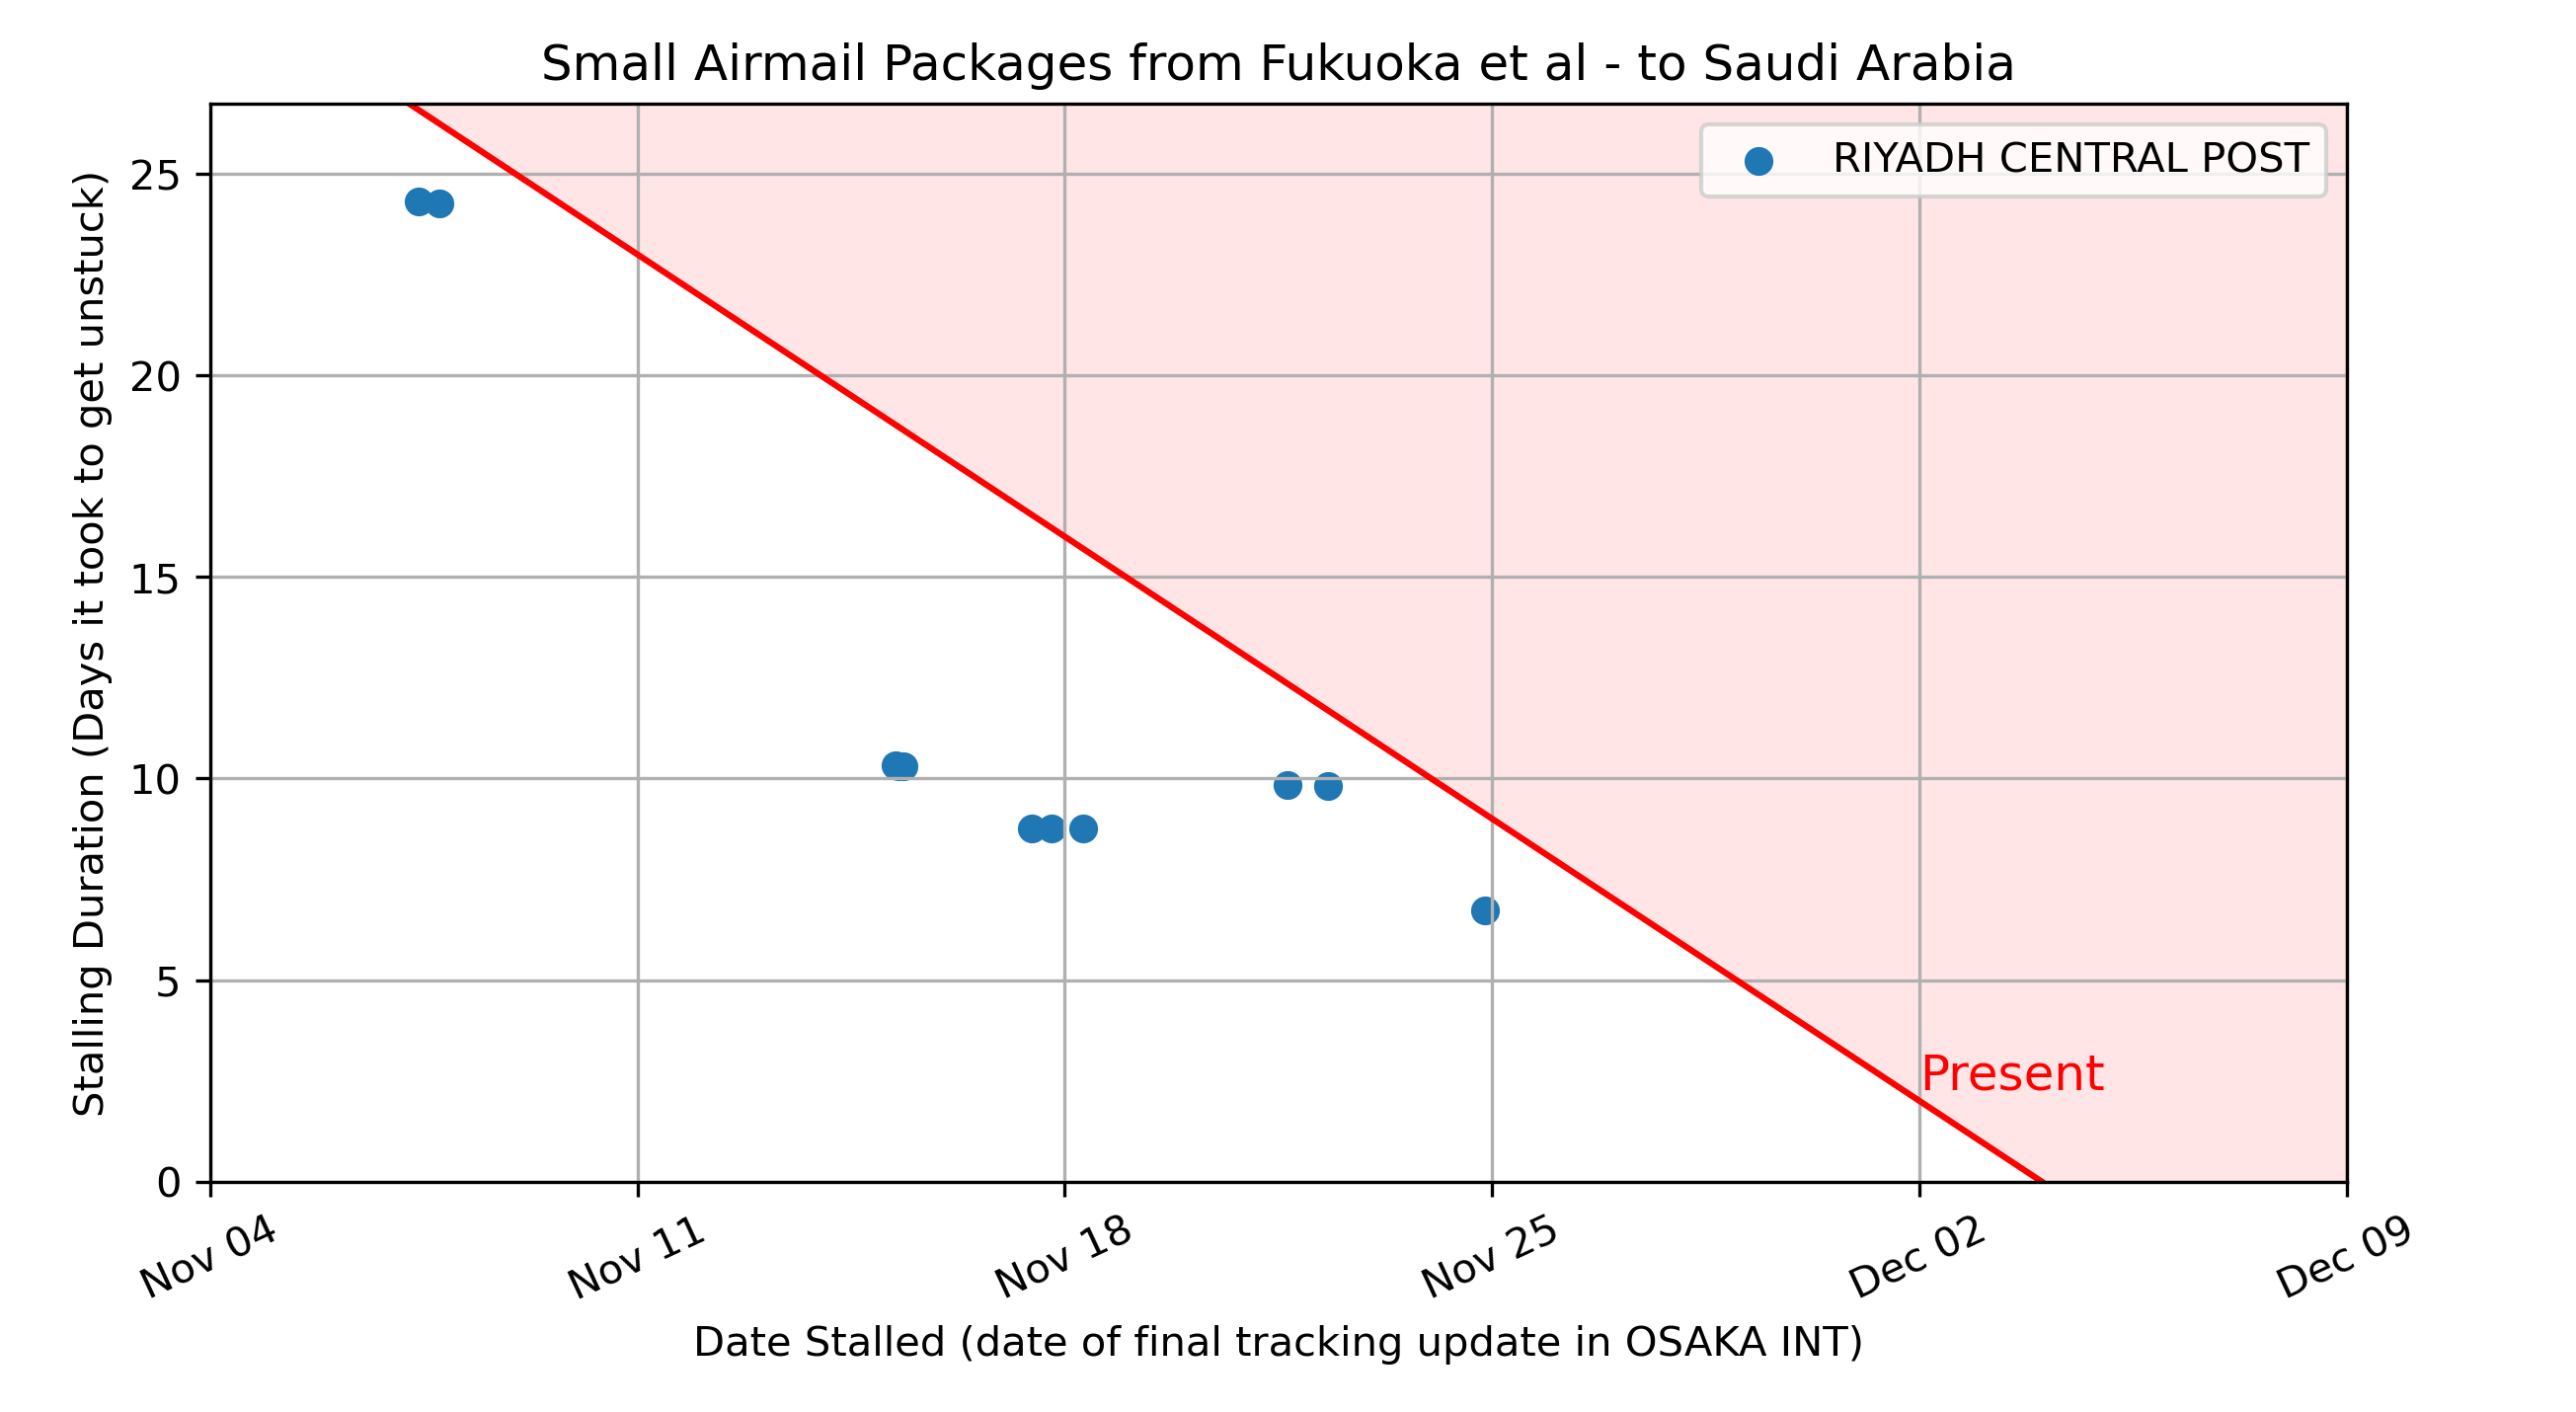 Small Airmail Packages from Fukuoka et al - to Saudi Arabia
RIYADH CENTRAL POST
Stalling Duration (Days it took to get unstuck)
25
20
15
10
5
0
Present
Nov 04
Nov 11
Nov 18
Nov 25
Dec 02
Dec 09
Date Stalled (date of final tracking update in OSAKA INT)